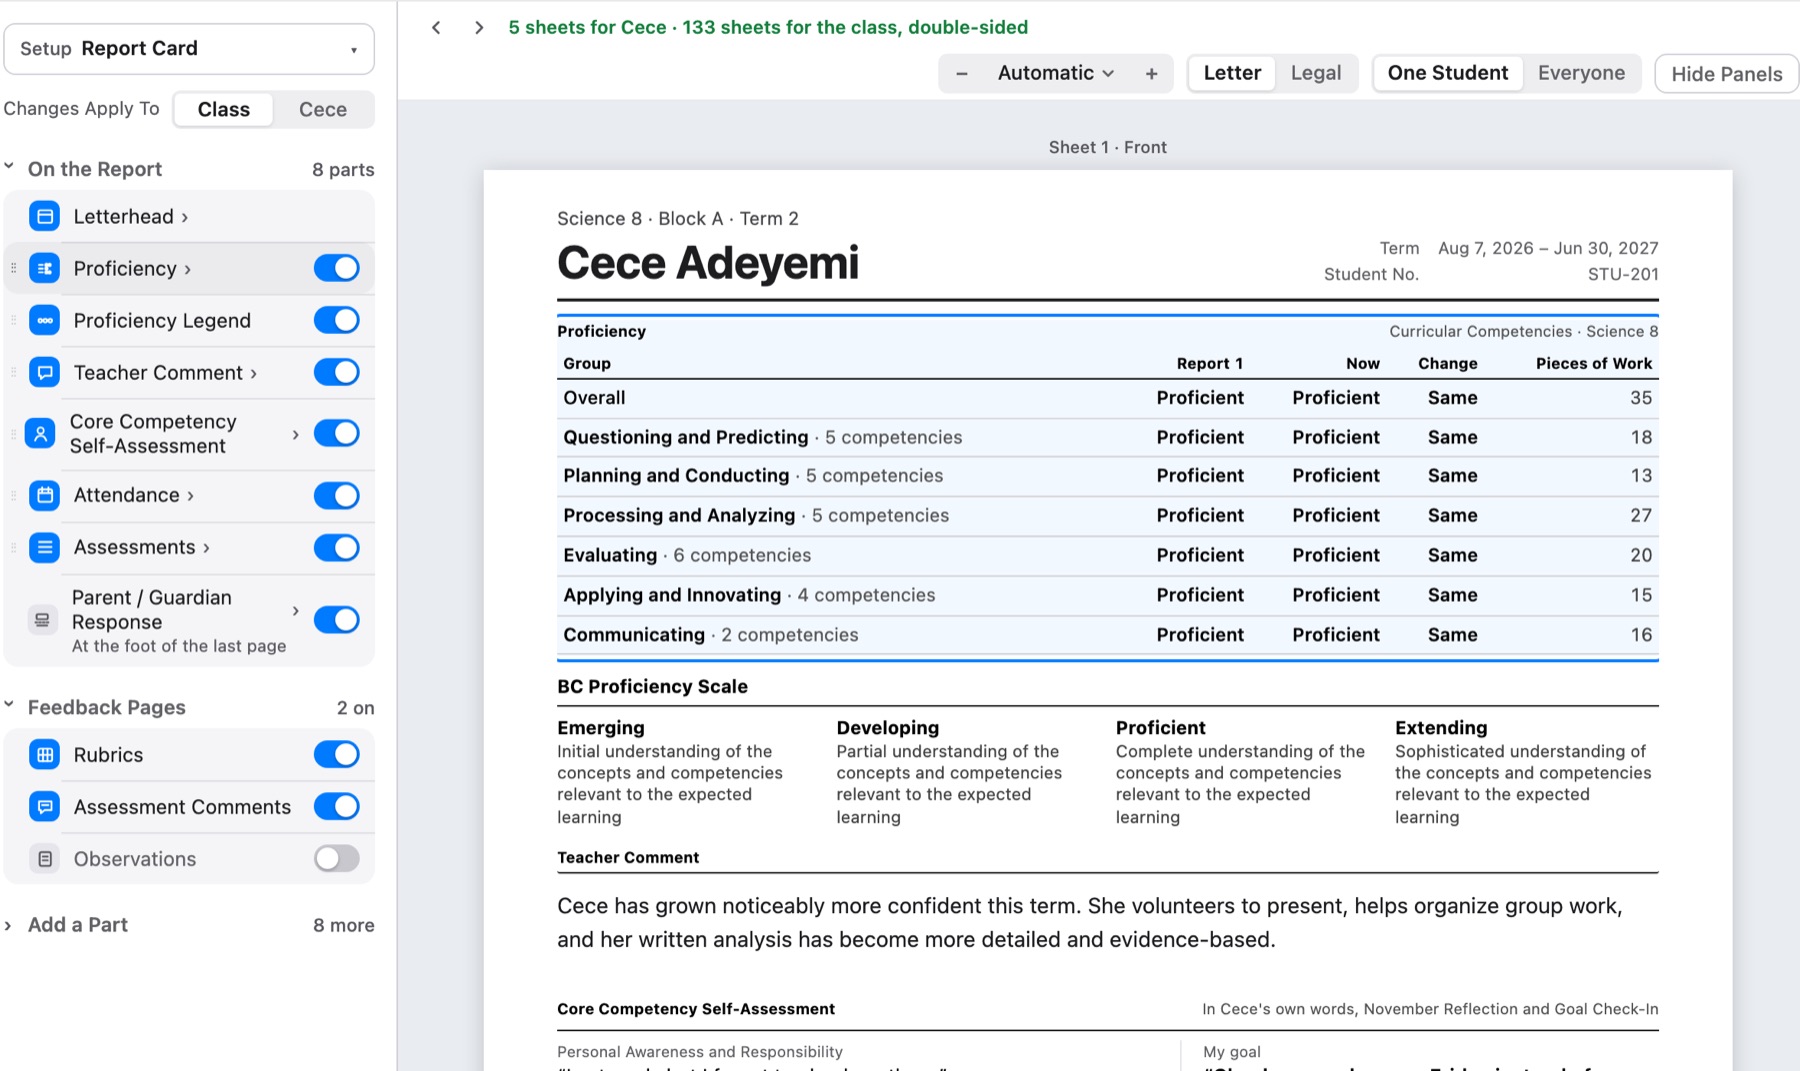 Setup Report Card
Changes Apply To Class Cece
On the Report 8 parts
Letterhead
Proficiency
Proficiency Legend
Teacher Comment
Core Competency
Self-Assessment
Attendance
Assessments
Parent / Guardian
Response
At the foot of the last page
Feedback Pages 2 on
Rubrics
Assessment Comments
Observations
Add a Part 8 more
5 sheets for Cece · 133 sheets for the class, double-sided
− Automatic + Letter Legal One Student Everyone Hide Panels
Sheet 1 · Front
Science 8 · Block A · Term 2
Cece Adeyemi
Term Aug 7, 2026 – Jun 30, 2027
Student No. STU-201
Proficiency Curricular Competencies · Science 8
Group Report 1 Now Change Pieces of Work
Overall Proficient Proficient Same 35
Questioning and Predicting · 5 competencies Proficient Proficient Same 18
Planning and Conducting · 5 competencies Proficient Proficient Same 13
Processing and Analyzing · 5 competencies Proficient Proficient Same 27
Evaluating · 6 competencies Proficient Proficient Same 20
Applying and Innovating · 4 competencies Proficient Proficient Same 15
Communicating · 2 competencies Proficient Proficient Same 16
BC Proficiency Scale
Emerging
Initial understanding of the
concepts and competencies
relevant to the expected
learning
Developing
Partial understanding of the
concepts and competencies
relevant to the expected
learning
Proficient
Complete understanding of the
concepts and competencies
relevant to the expected
learning
Extending
Sophisticated understanding of
the concepts and competencies
relevant to the expected
learning
Teacher Comment
Cece has grown noticeably more confident this term. She volunteers to present, helps organize group work,
and her written analysis has become more detailed and evidence-based.
Core Competency Self-Assessment In Cece's own words, November Reflection and Goal Check-In
Personal Awareness and Responsibility
My goal